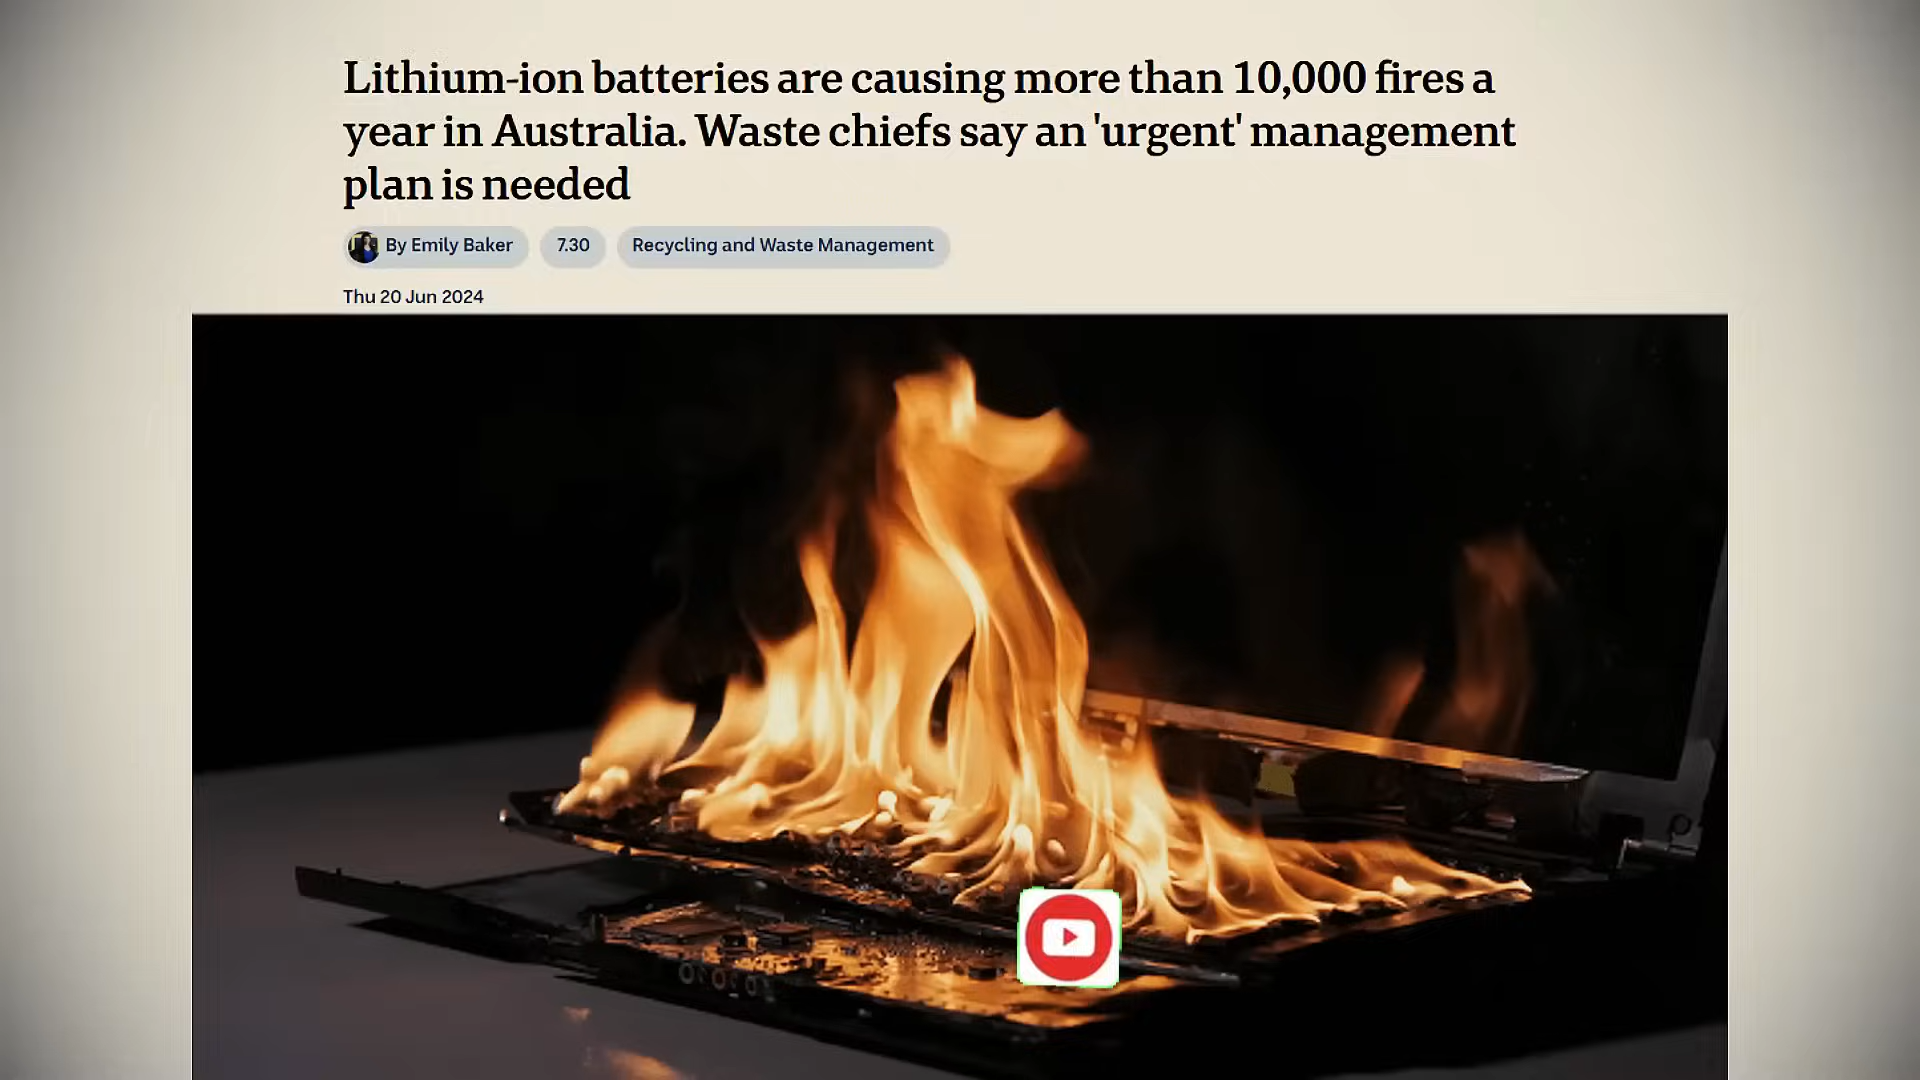 Lithium-ion batteries are causing more than 10,000 fires a
year in Australia. Waste chiefs say an 'urgent' management
plan is needed
By Emily Baker
7.30
Recycling and Waste Management
Thu 20 Jun 2024